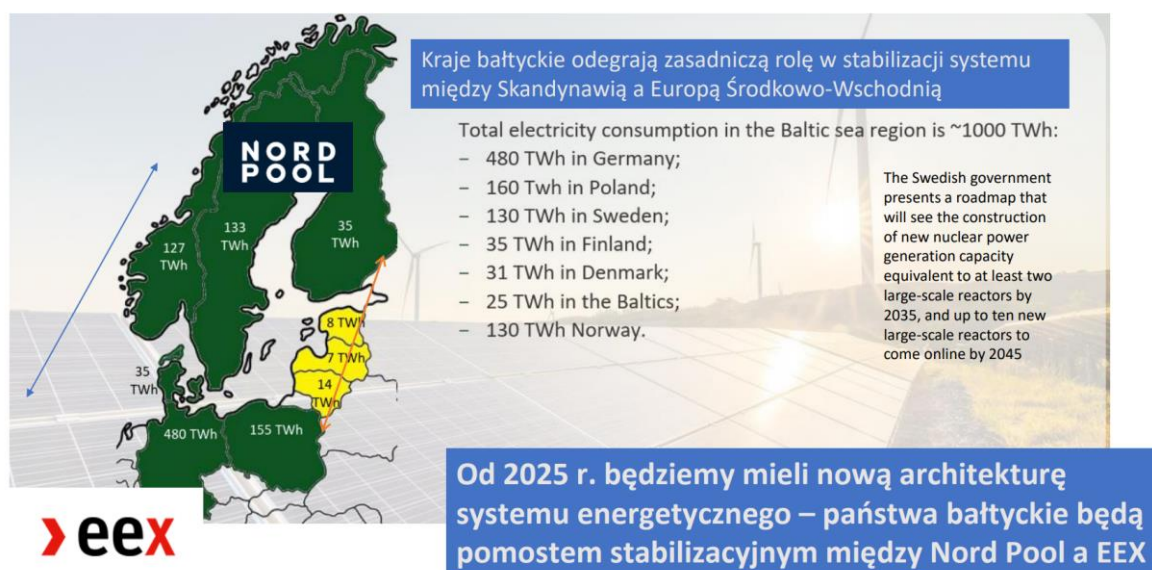 Kraje bałtyckie odegrają zasadniczą rolę w stabilizacji systemu
między Skandynawią a Europą Środkowo-Wschodnią
NORD
POOL
Total electricity consumption in the Baltic sea region is ~1000 TWh:
- 480 TWh in Germany;
- 160 Twh in Poland;
- 130 TWh in Sweden;
- 35 TWh in Finland;
- 31 TWh in Denmark;
- 25 TWh in the Baltics;
- 130 TWh Norway.
The Swedish government
presents a roadmap that
will see the construction
of new nuclear power
generation capacity
equivalent to at least two
large-scale reactors by
2035, and up to ten new
large-scale reactors to
come online by 2045
133
TWh
35
TWh
127
TWh
8 TWh
7 TWh
35
TWh
14
TWh
480 TWh
155 TWh
eex
Od 2025 r. będziemy mieli nową architekturę
systemu energetycznego – państwa bałtyckie będą
pomostem stabilizacyjnym między Nord Pool a EEX